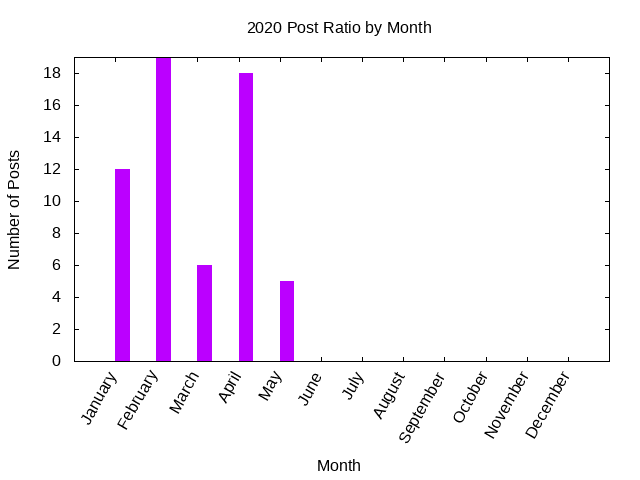 2020 Post Ratio by Month
18
16
14
12
10
8
6
4
2
0
Number of Posts
January
February
March
April
May
June
July
August
September
October
November
December
Month